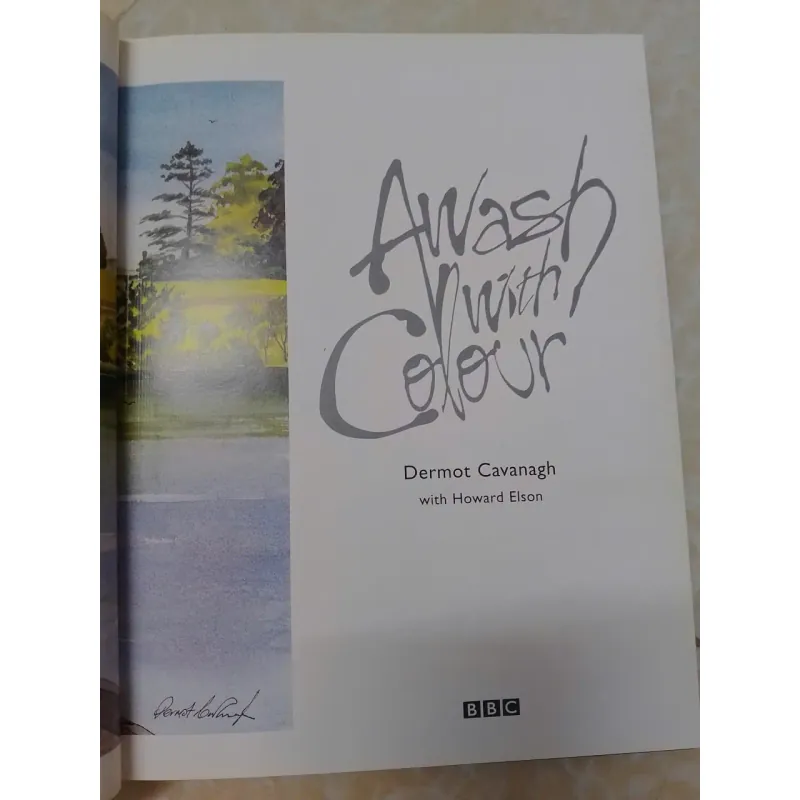 Awash
with
Colour
Dermot Cavanagh
with Howard Elson
BBC